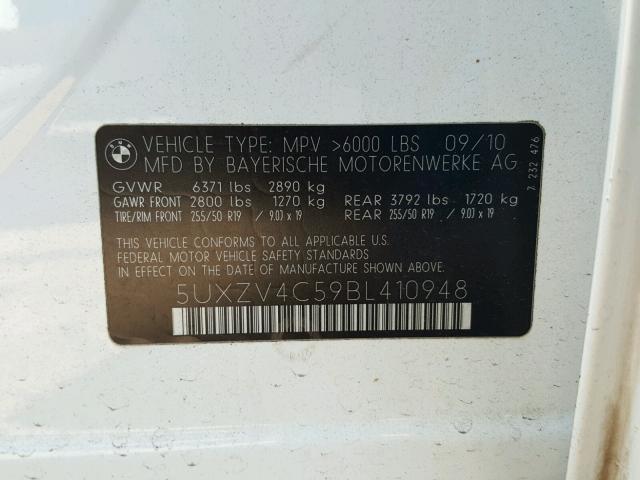 BMW
VEHICLE TYPE: MPV >6000 LBS 09/10
MFD BY BAYERISCHE MOTORENWERKE AG
GVWR 6371 lbs 2890 kg
GAWR FRONT 2800 lbs 1270 kg REAR 3792 lbs 1720 kg
TIRE/RIM FRONT 255/50 R19 / 9.0J x 19 REAR 255/50 R19 / 9.0J x 19
THIS VEHICLE CONFORMS TO ALL APPLICABLE U.S.
FEDERAL MOTOR VEHICLE SAFETY STANDARDS
IN EFFECT ON THE DATE OF MANUFACTURE SHOWN ABOVE.
5UXZV4C59BL410948
7 232 476